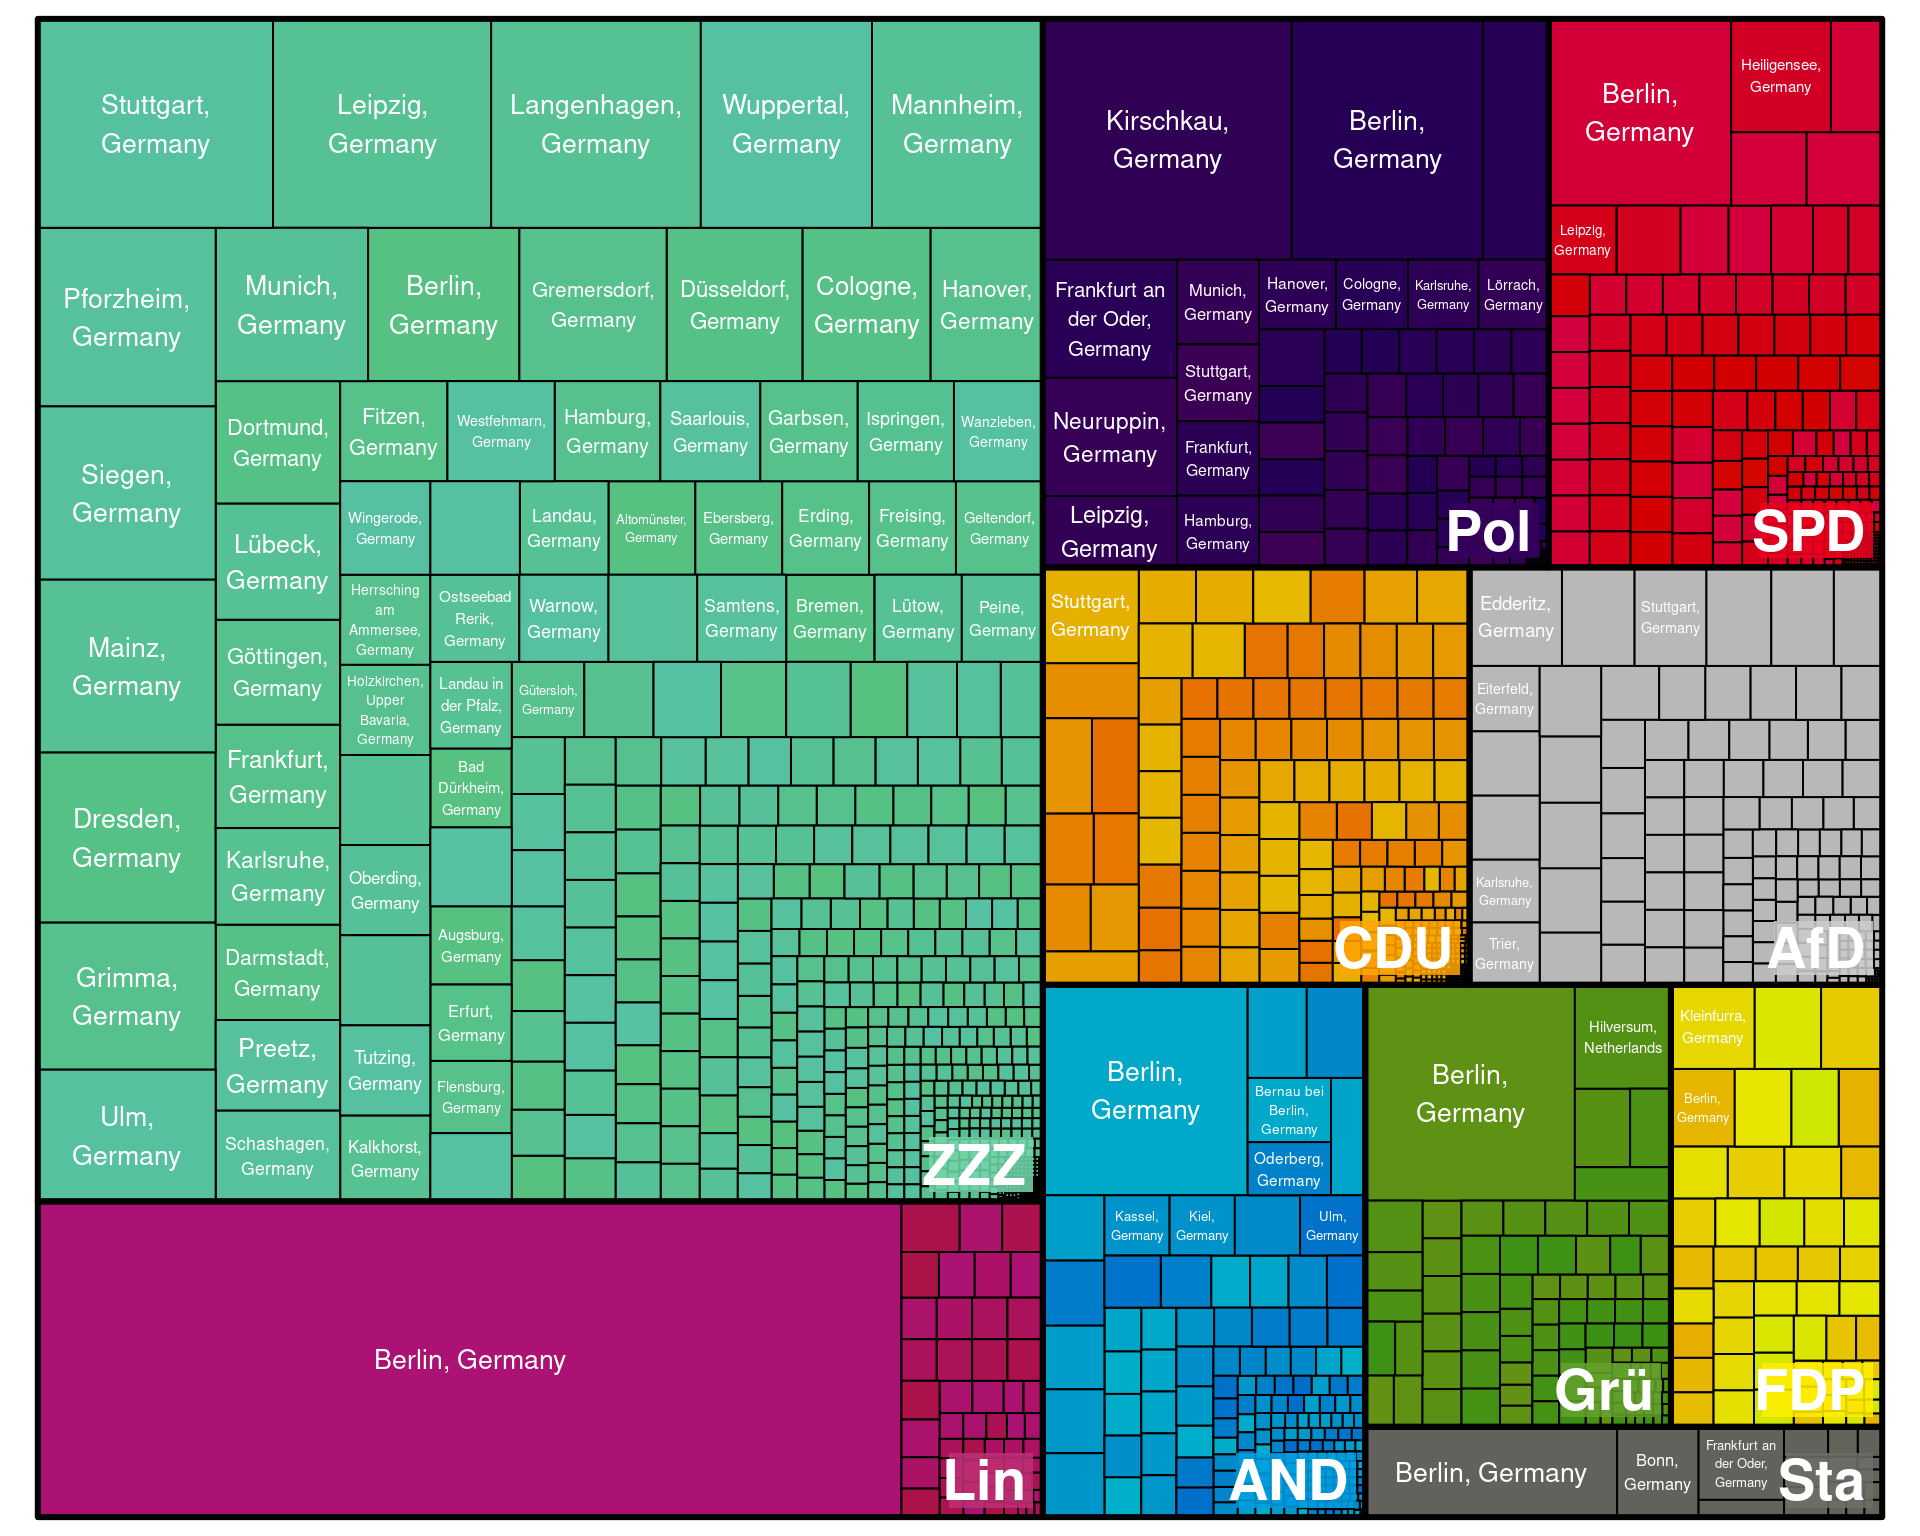 Stuttgart,
Germany
Leipzig,
Germany
Langenhagen,
Germany
Wuppertal,
Germany
Mannheim,
Germany
Pforzheim,
Germany
Munich,
Germany
Berlin,
Germany
Gremersdorf,
Germany
Düsseldorf,
Germany
Cologne,
Germany
Hanover,
Germany
Siegen,
Germany
Dortmund,
Germany
Fitzen,
Germany
Westfehmarn,
Germany
Hamburg,
Germany
Saarlouis,
Germany
Garbsen,
Germany
Ispringen,
Germany
Wanzleben,
Germany
Lübeck,
Germany
Wingerode,
Germany
Landau,
Germany
Altomünster,
Germany
Ebersberg,
Germany
Erding,
Germany
Freising,
Germany
Geltendorf,
Germany
Mainz,
Germany
Göttingen,
Germany
Herrsching
am
Ammersee,
Germany
Ostseebad
Rerik,
Germany
Warnow,
Germany
Samtens,
Germany
Bremen,
Germany
Lütow,
Germany
Peine,
Germany
Holzkirchen,
Upper
Bavaria,
Germany
Landau in
der Pfalz,
Germany
Gütersloh,
Germany
Dresden,
Germany
Frankfurt,
Germany
Bad
Dürkheim,
Germany
Karlsruhe,
Germany
Oberding,
Germany
Grimma,
Germany
Darmstadt,
Germany
Augsburg,
Germany
Erfurt,
Germany
Preetz,
Germany
Tutzing,
Germany
Flensburg,
Germany
Ulm,
Germany
Schashagen,
Germany
Kalkhorst,
Germany
ZZZ
Berlin, Germany
Lin
Kirschkau,
Germany
Berlin,
Germany
Frankfurt an
der Oder,
Germany
Munich,
Germany
Hanover,
Germany
Cologne,
Germany
Karlsruhe,
Germany
Lörrach,
Germany
Stuttgart,
Germany
Neuruppin,
Germany
Frankfurt,
Germany
Leipzig,
Germany
Hamburg,
Germany
Pol
Berlin,
Germany
Heiligensee,
Germany
Leipzig,
Germany
SPD
Stuttgart,
Germany
CDU
Edderitz,
Germany
Stuttgart,
Germany
Eiterfeld,
Germany
Karlsruhe,
Germany
Trier,
Germany
AfD
Berlin,
Germany
Bernau bei
Berlin,
Germany
Oderberg,
Germany
Kassel,
Germany
Kiel,
Germany
Ulm,
Germany
AND
Berlin,
Germany
Hilversum,
Netherlands
Grü
Kleinfurra,
Germany
Berlin,
Germany
FDP
Berlin, Germany
Bonn,
Germany
Frankfurt an
der Oder,
Germany
Sta